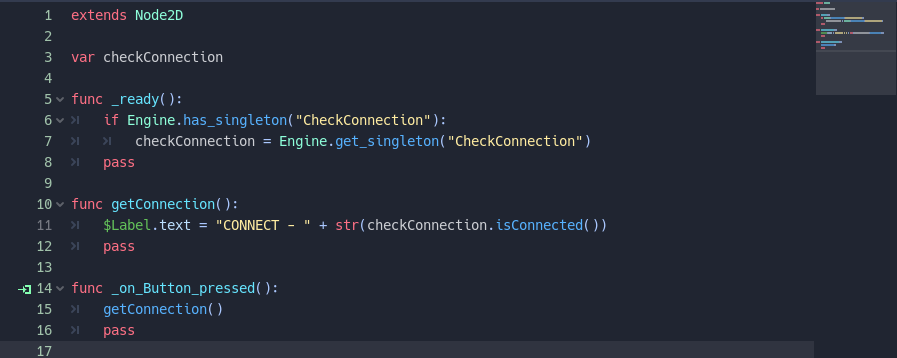 1 extends Node2D
2
3 var checkConnection
4
5 func _ready():
6 if Engine.has_singleton("CheckConnection"):
7 checkConnection = Engine.get_singleton("CheckConnection")
8 pass
9
10 func getConnection():
11 $Label.text = "CONNECT - " + str(checkConnection.isConnected())
12 pass
13
14 func _on_Button_pressed():
15 getConnection()
16 pass
17